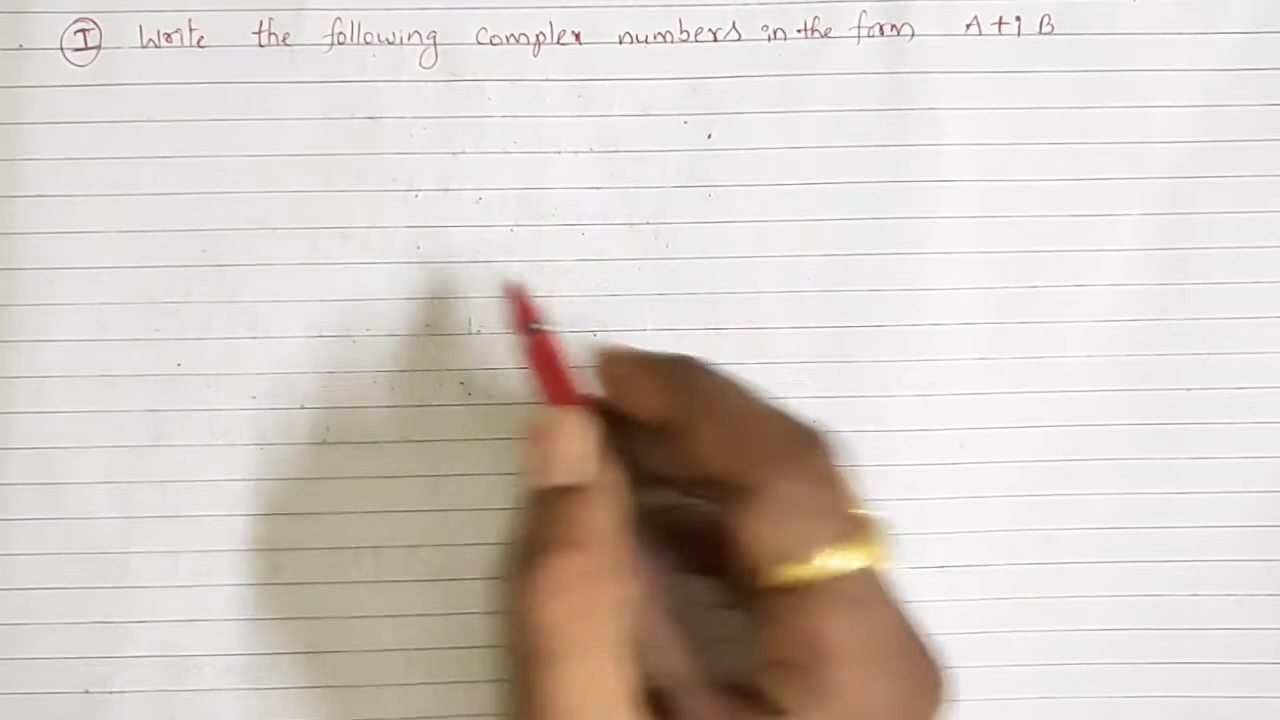 (I) Write the following complex numbers in the form A+iB